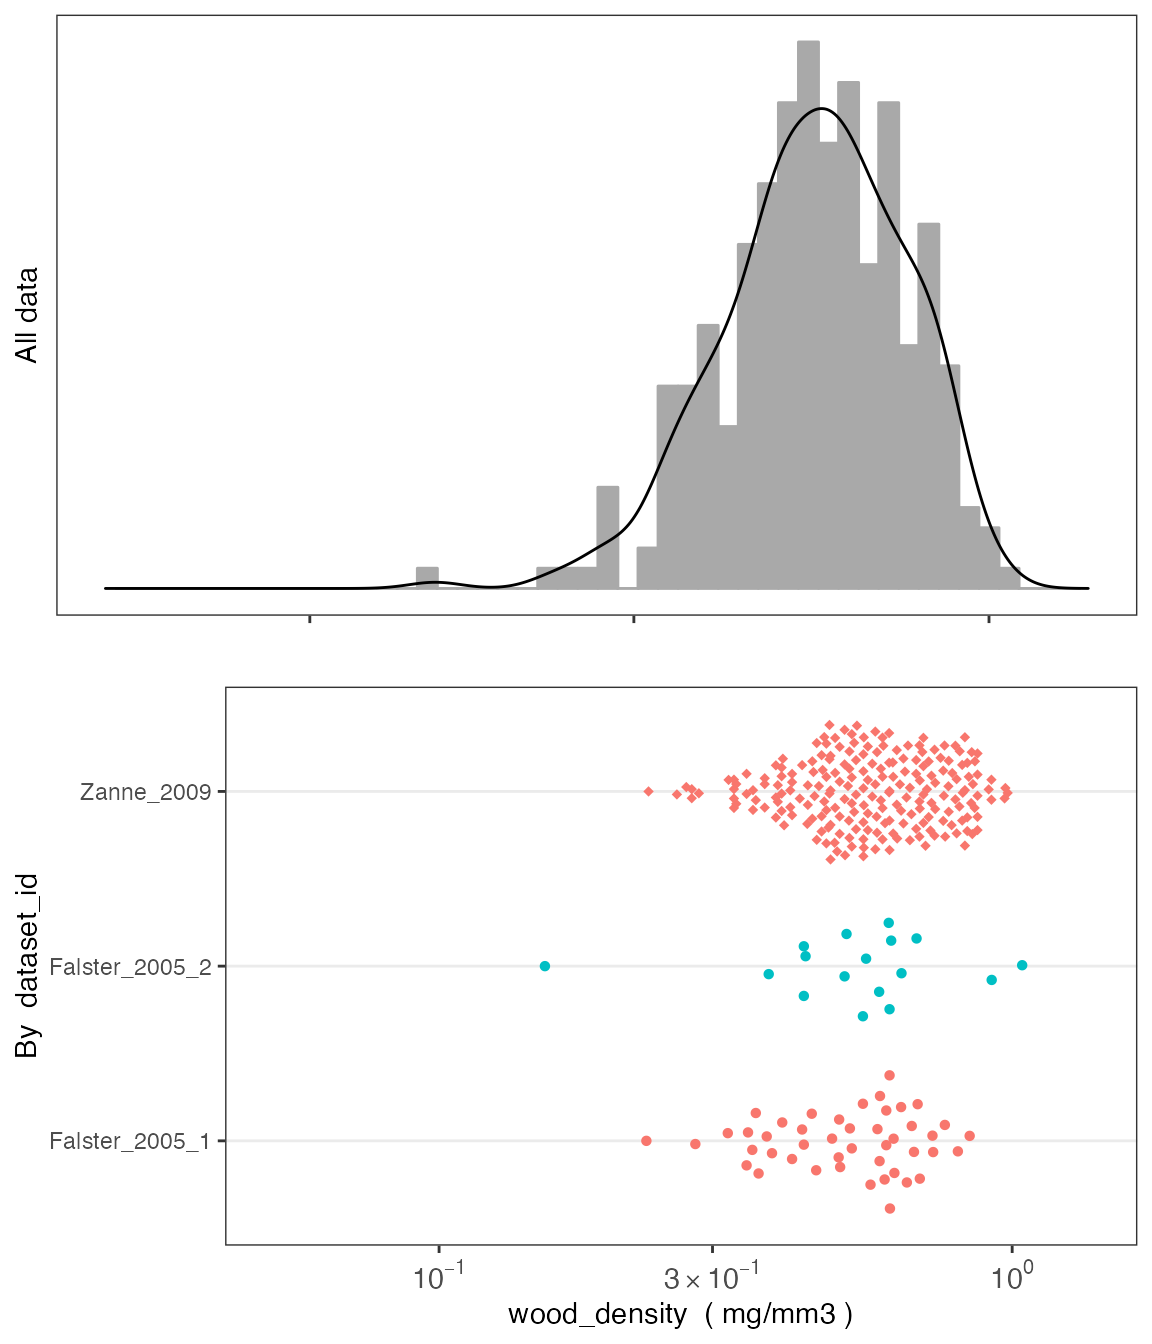 All data
By dataset_id
Zanne_2009
Falster_2005_2
Falster_2005_1
10⁻¹ 3×10⁻¹ 10⁰
wood_density ( mg/mm3 )